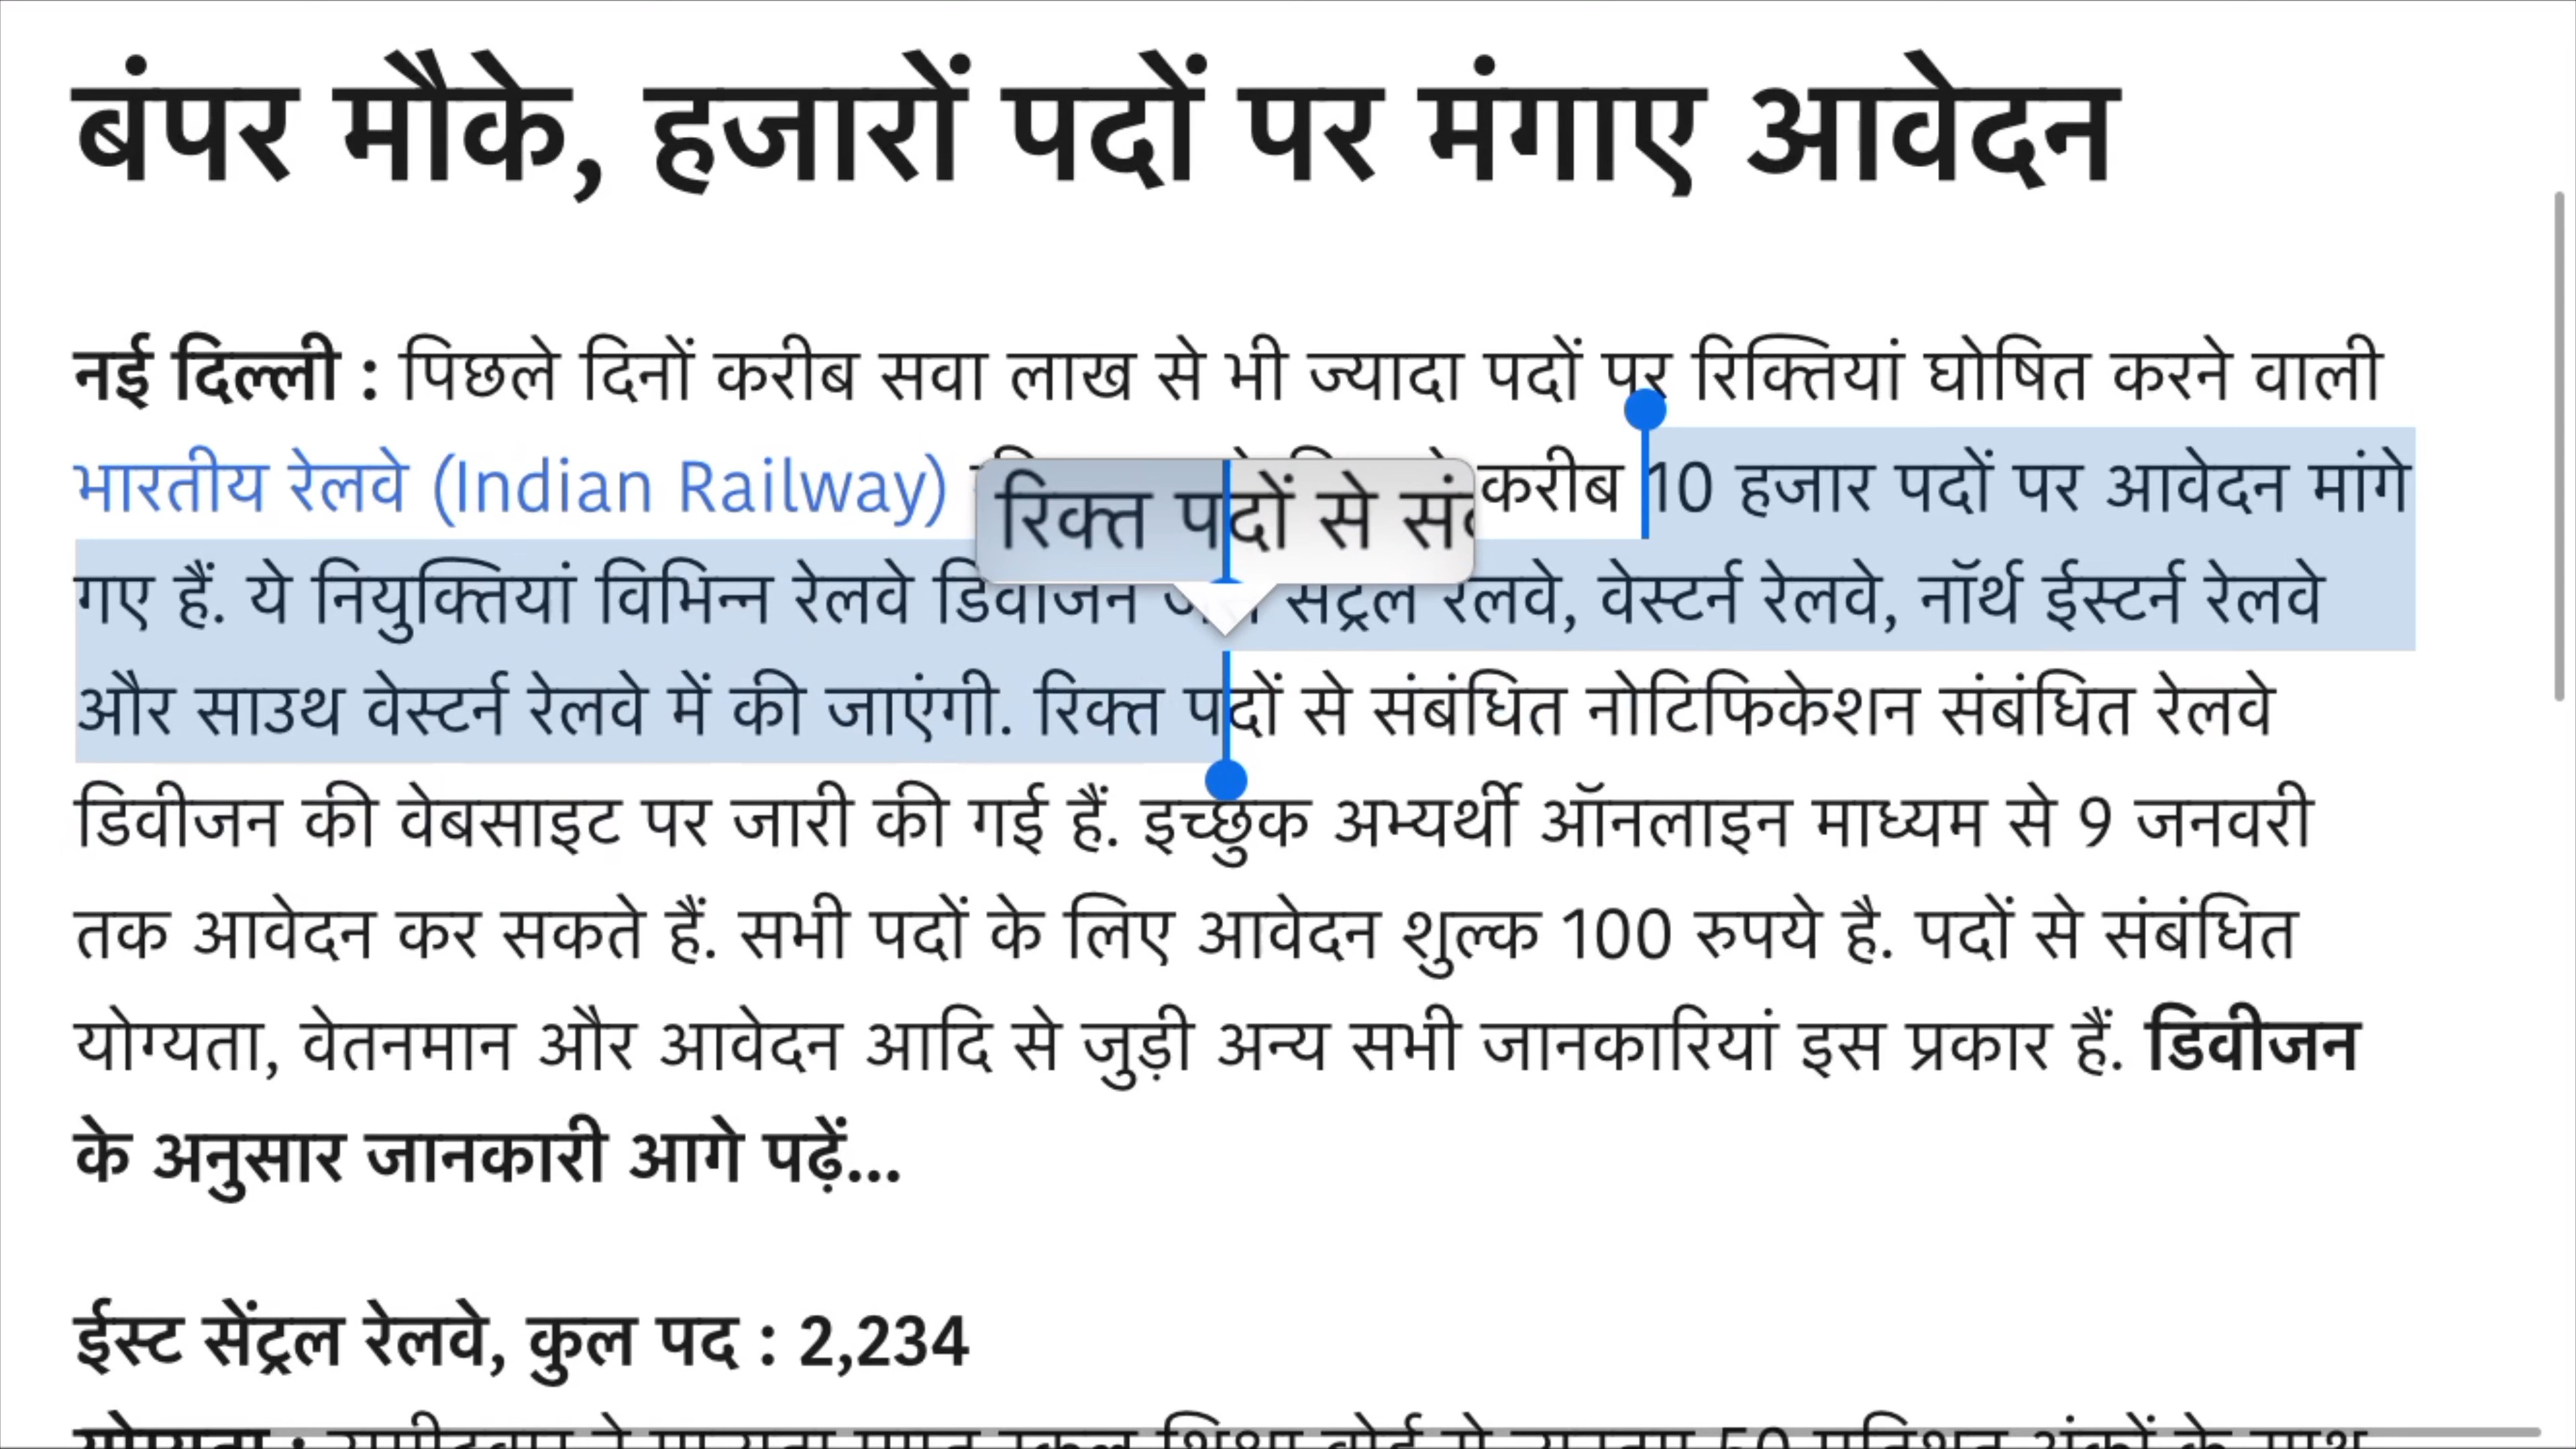 बंपर मौके, हजारों पदों पर मंगाए आवेदन
नई दिल्ली : पिछले दिनों करीब सवा लाख से भी ज्यादा पदों पर रिक्तियां घोषित करने वाली
भारतीय रेलवे (Indian Railway) करीब 10 हजार पदों पर आवेदन मांगे
रिक्त पदों से
गए हैं. ये नियुक्तियां विभिन्न रेलवे डिवीजन सेंट्रल रेलवे, वेस्टर्न रेलवे, नॉर्थ ईस्टर्न रेलवे
और साउथ वेस्टर्न रेलवे में की जाएंगी. रिक्त पदों से संबंधित नोटिफिकेशन संबंधित रेलवे
डिवीजन की वेबसाइट पर जारी की गई हैं. इच्छुक अभ्यर्थी ऑनलाइन माध्यम से 9 जनवरी
तक आवेदन कर सकते हैं. सभी पदों के लिए आवेदन शुल्क 100 रुपये है. पदों से संबंधित
योग्यता, वेतनमान और आवेदन आदि से जुड़ी अन्य सभी जानकारियां इस प्रकार हैं. डिवीजन
के अनुसार जानकारी आगे पढ़ें...
ईस्ट सेंट्रल रेलवे, कुल पद : 2,234